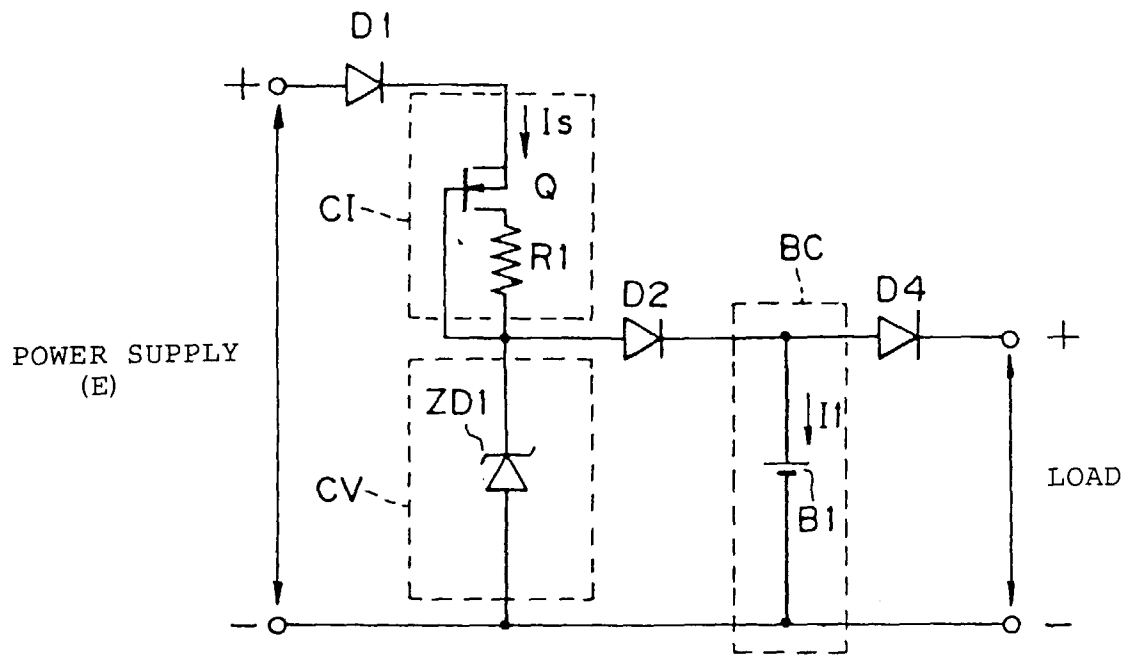 D1
+
Is
Q
CI
R1
BC
D2
D4
+
POWER SUPPLY
(E)
ZD1
I1
CV
B1
LOAD
-
-